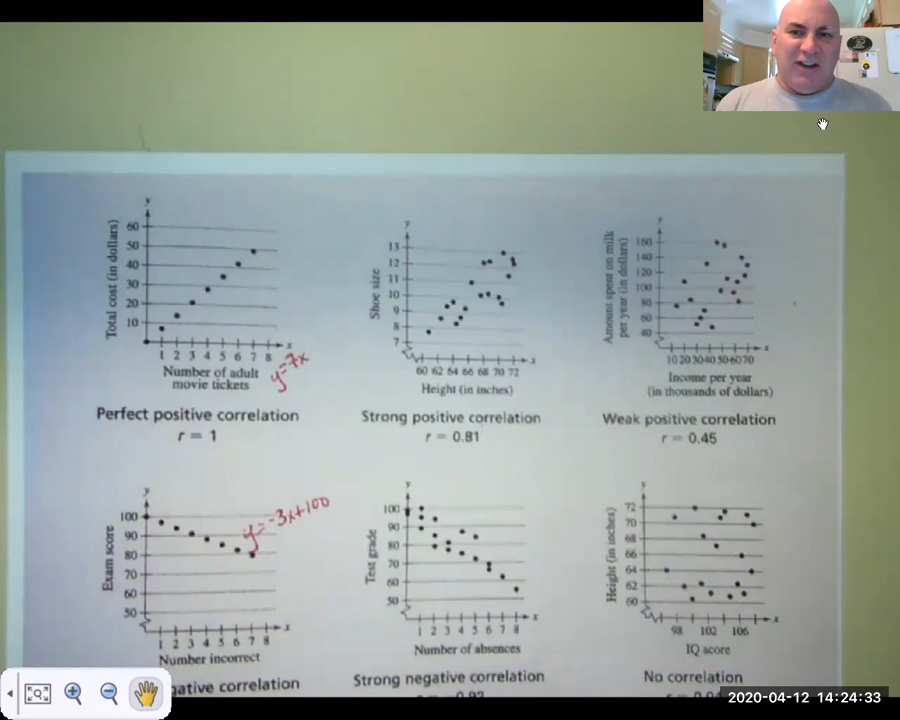 y
Total cost (in dollars)
60
50
40
30
20
10
1 2 3 4 5 6 7 8
x
Number of adult
movie tickets
y=7x
Perfect positive correlation
r = 1
y
Shoe size
13
12
11
10
9
8
7
60 62 64 66 68 70 72
x
Height (in inches)
Strong positive correlation
r = 0.81
y
Amount spent on milk
per year (in dollars)
160
140
120
100
80
60
40
10 20 30 40 50 60 70
x
Income per year
(in thousands of dollars)
Weak positive correlation
r = 0.45
y
Exam score
100
90
80
70
60
50
1 2 3 4 5 6 7 8
x
Number incorrect
y=-3x+100
gative correlation
y
Test grade
100
90
80
70
60
50
1 2 3 4 5 6 7 8
x
Number of absences
Strong negative correlation
y
Height (in inches)
72
70
68
66
64
62
60
98 102 106
x
IQ score
No correlation
2020-04-12 14:24:33